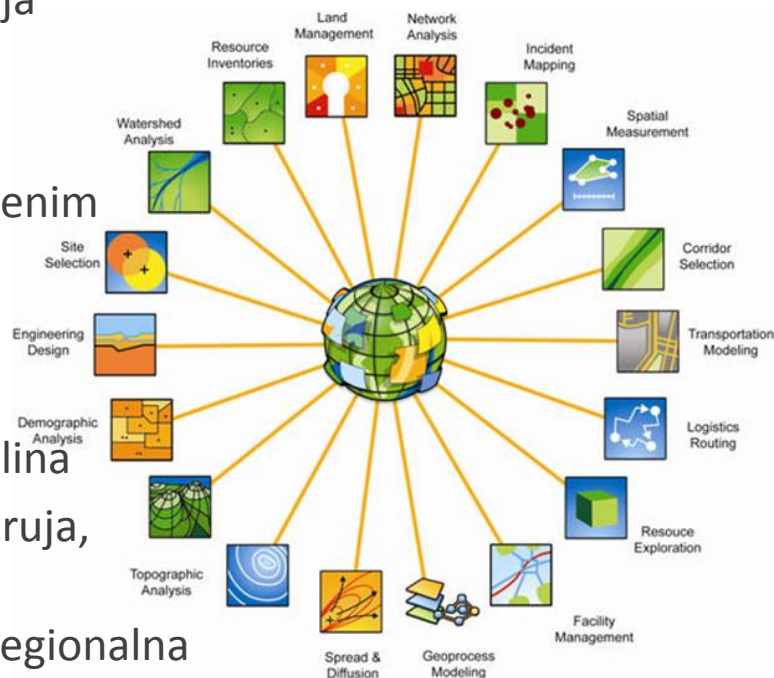 ja
enim
lina
ruja,
egionalna
Land
Management
Network
Analysis
Incident
Mapping
Spatial
Measurement
Corridor
Selection
Transportation
Modeling
Logistics
Routing
Resouce
Exploration
Facility
Management
Geoprocess
Modeling
Spread &
Diffusion
Topographic
Analysis
Demographic
Analysis
Engineering
Design
Site
Selection
Watershed
Analysis
Resource
Inventories